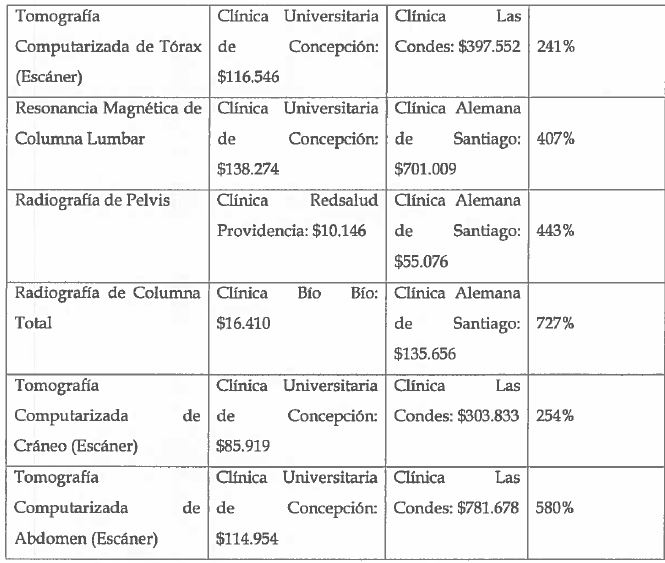 Tomografía
Computarizada de Tórax
(Escáner)
Clínica Universitaria
de Concepción:
$116.546
Clínica Las
Condes: $397.552
241%
Resonancia Magnética de
Columna Lumbar
Clínica Universitaria
de Concepción:
$138.274
Clínica Alemana
de Santiago:
$701.009
407%
Radiografía de Pelvis
Clínica Redsalud
Providencia: $10.146
Clínica Alemana
de Santiago:
$55.076
443%
Radiografía de Columna
Total
Clínica Bío Bío:
$16.410
Clínica Alemana
de Santiago:
$135.656
727%
Tomografía
Computarizada de
Cráneo (Escáner)
Clínica Universitaria
de Concepción:
$85.919
Clínica Las
Condes: $303.833
254%
Tomografía
Computarizada de
Abdomen (Escáner)
Clínica Universitaria
de Concepción:
$114.954
Clínica Las
Condes: $781.678
580%